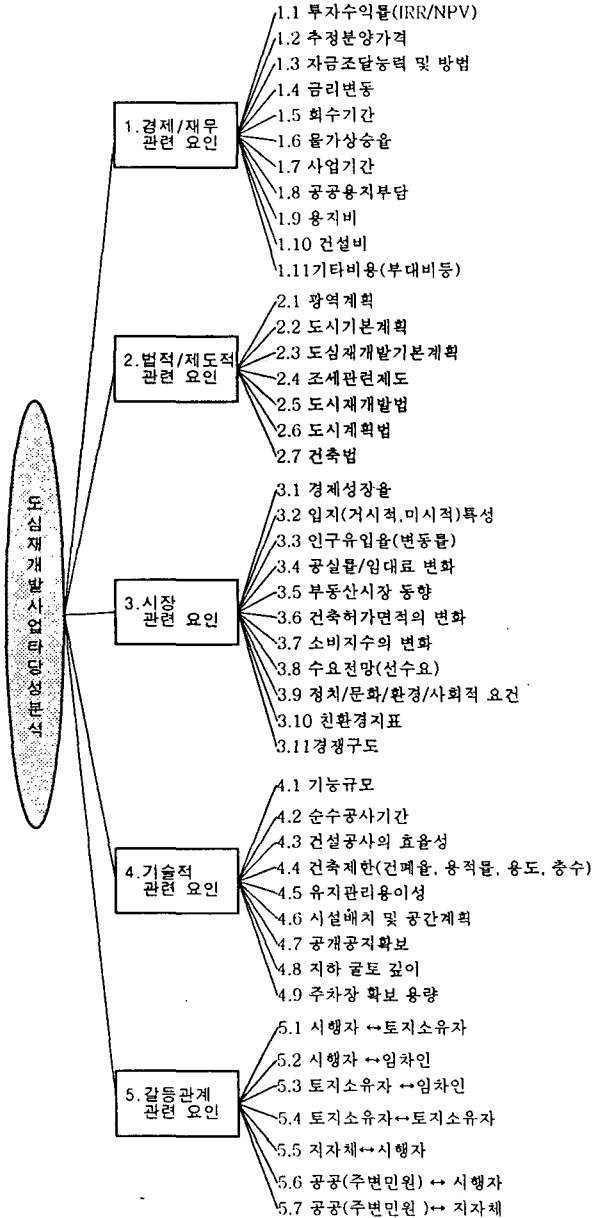 도심재개발사업타당성분석
1.경제/재무
관련 요인
1.1 투자수익률(IRR/NPV)
1.2 추정분양가격
1.3 자금조달능력 및 방법
1.4 금리변동
1.5 회수기간
1.6 물가상승율
1.7 사업기간
1.8 공공용지부담
1.9 용지비
1.10 건설비
1.11기타비용(부대비등)
2.법적/제도적
관련 요인
2.1 광역계획
2.2 도시기본계획
2.3 도심재개발기본계획
2.4 조세관련제도
2.5 도시재개발법
2.6 도시계획법
2.7 건축법
3.시장
관련 요인
3.1 경제성장율
3.2 입지(거시적,미시적)특성
3.3 인구유입율(변동률)
3.4 공실률/임대료 변화
3.5 부동산시장 동향
3.6 건축허가면적의 변화
3.7 소비지수의 변화
3.8 수요전망(선수요)
3.9 정치/문화/환경/사회적 요건
3.10 친환경지표
3.11경쟁구도
4.기술적
관련 요인
4.1 기능규모
4.2 순수공사기간
4.3 건설공사의 효율성
4.4 건축제한(건폐율, 용적률, 용도, 층수)
4.5 유지관리용이성
4.6 시설배치 및 공간계획
4.7 공개공지확보
4.8 지하 굴토 깊이
4.9 주차장 확보 용량
5.갈등관계
관련 요인
5.1 시행자 ↔토지소유자
5.2 시행자 ↔임차인
5.3 토지소유자 ↔임차인
5.4 토지소유자↔토지소유자
5.5 지자체↔시행자
5.6 공공(주변민원) ↔ 시행자
5.7 공공(주변민원 )↔ 지자체